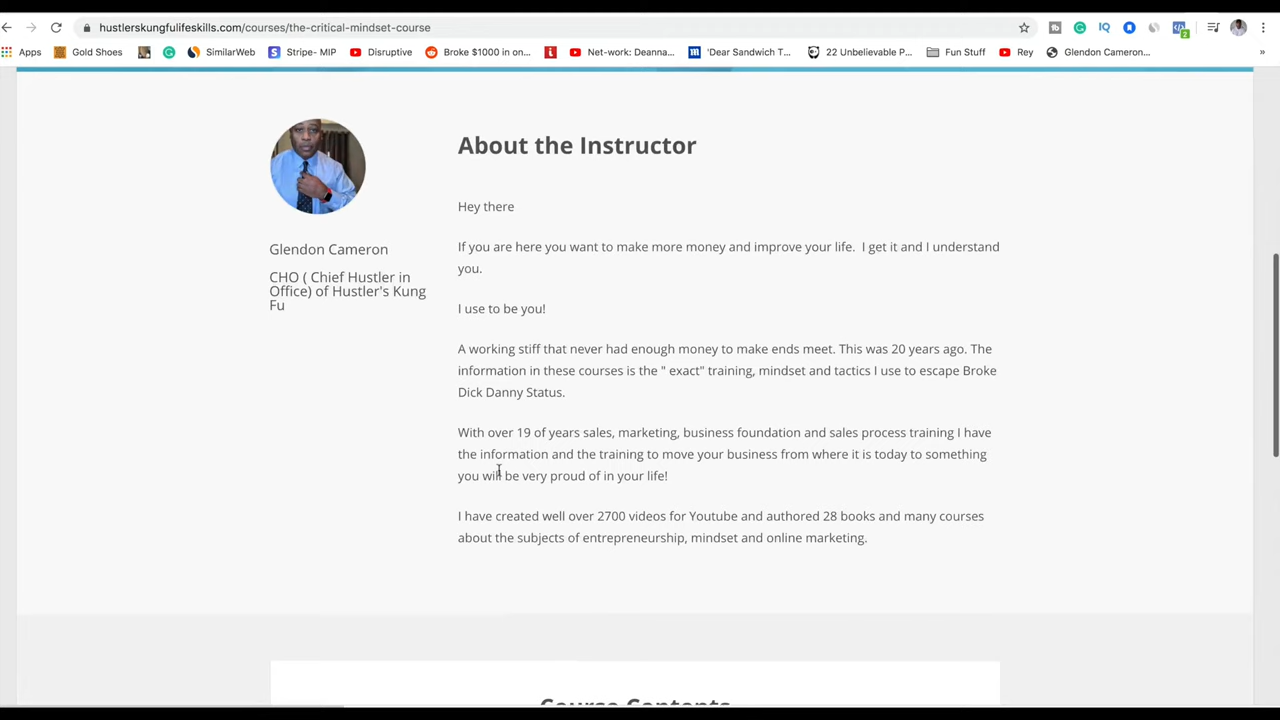 hustlerskungfulifeskills.com/courses/the-critical-mindset-course
Apps
Gold Shoes
SimilarWeb
Stripe- MIP
Disruptive
Broke $1000 in on...
Net-work: Deanna...
'Dear Sandwich T...
22 Unbelievable P...
Fun Stuff
Rey
Glendon Cameron...
»
About the Instructor
Glendon Cameron
CHO ( Chief Hustler in
Office) of Hustler's Kung
Fu
Hey there
If you are here you want to make more money and improve your life.  I get it and I understand
you.
I use to be you!
A working stiff that never had enough money to make ends meet. This was 20 years ago. The
information in these courses is the " exact" training, mindset and tactics I use to escape Broke
Dick Danny Status.
With over 19 of years sales, marketing, business foundation and sales process training I have
the information and the training to move your business from where it is today to something
you will be very proud of in your life!
I have created well over 2700 videos for Youtube and authored 28 books and many courses
about the subjects of entrepreneurship, mindset and online marketing.
Course Contents